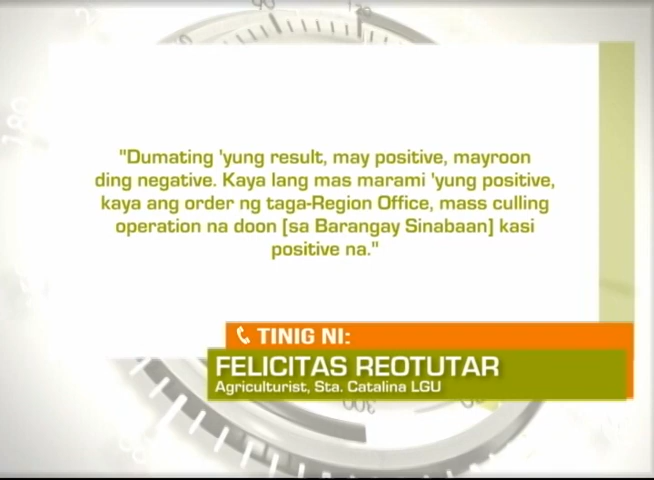 "Dumating 'yung result, may positive, mayroon
ding negative. Kaya lang mas marami 'yung positive,
kaya ang order ng taga-Region Office, mass culling
operation na doon [sa Barangay Sinabaan] kasi
positive na."
TINIG NI:
FELICITAS REOTUTAR
Agriculturist, Sta. Catalina LGU